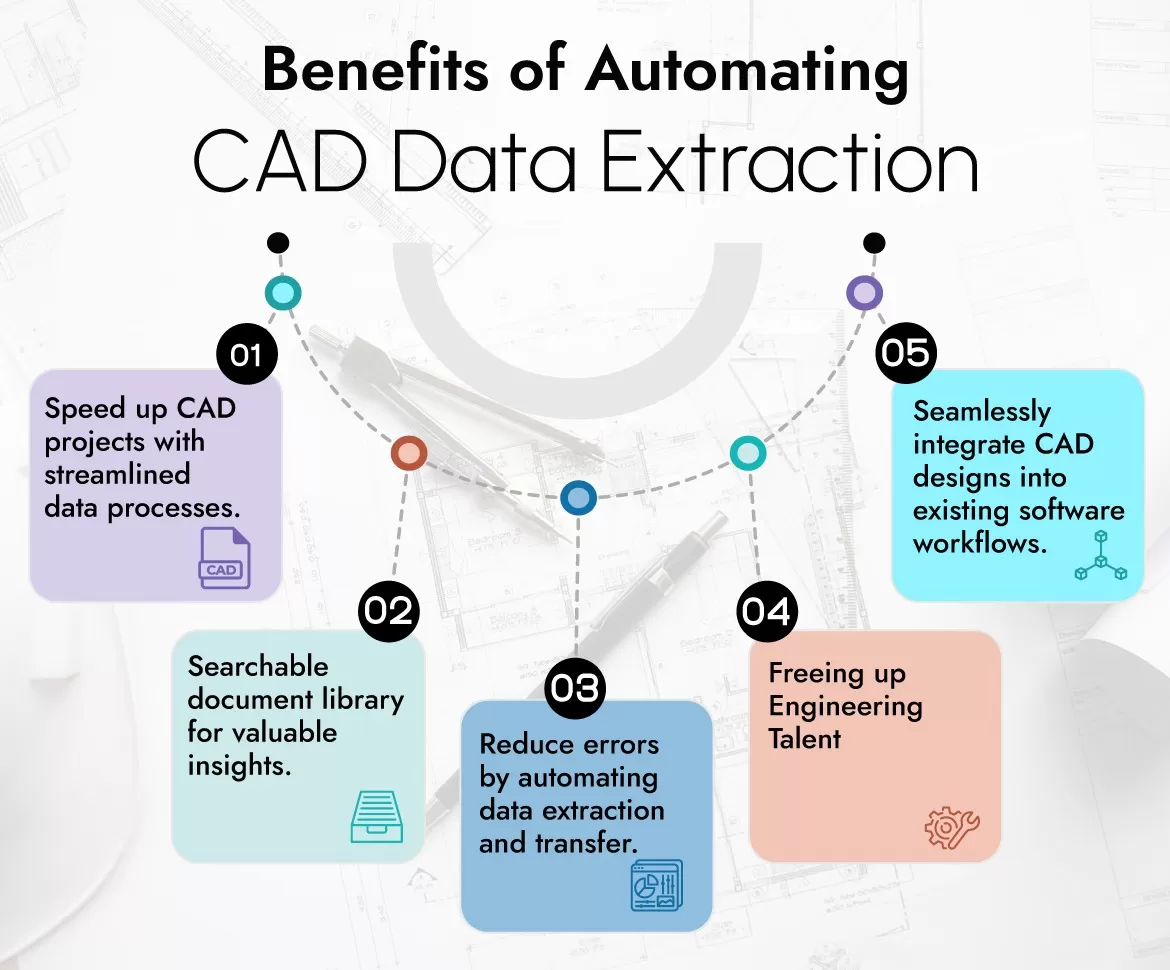 Benefits of Automating
CAD Data Extraction
01
Speed up CAD
projects with
streamlined
data processes.
CAD
02
Searchable
document library
for valuable
insights.
03
Reduce errors
by automating
data extraction
and transfer.
04
Freeing up
Engineering
Talent
05
Seamlessly
integrate CAD
designs into
existing software
workflows.